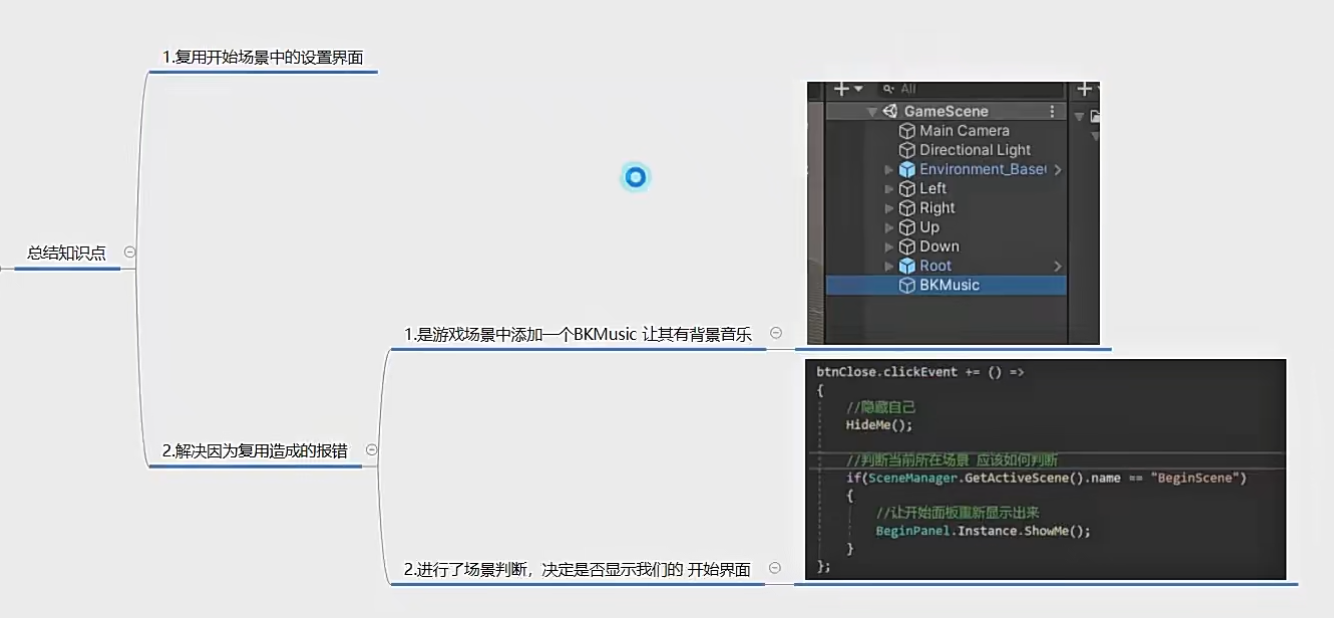 1.复用开始场景中的设置界面
All
GameScene
Main Camera
Directional Light
Environment_Base
Left
Right
Up
Down
Root
BKMusic
总结知识点
1.是游戏场景中添加一个BKMusic 让其有背景音乐
btnClose.clickEvent += () =>
{
//隐藏自己
HideMe();
//判断当前所在场景 应该如何判断
if(SceneManager.GetActiveScene().name == "BeginScene")
{
//让开始面板重新显示出来
BeginPanel.Instance.ShowMe();
}
};
2.解决因为复用造成的报错
2.进行了场景判断，决定是否显示我们的 开始界面